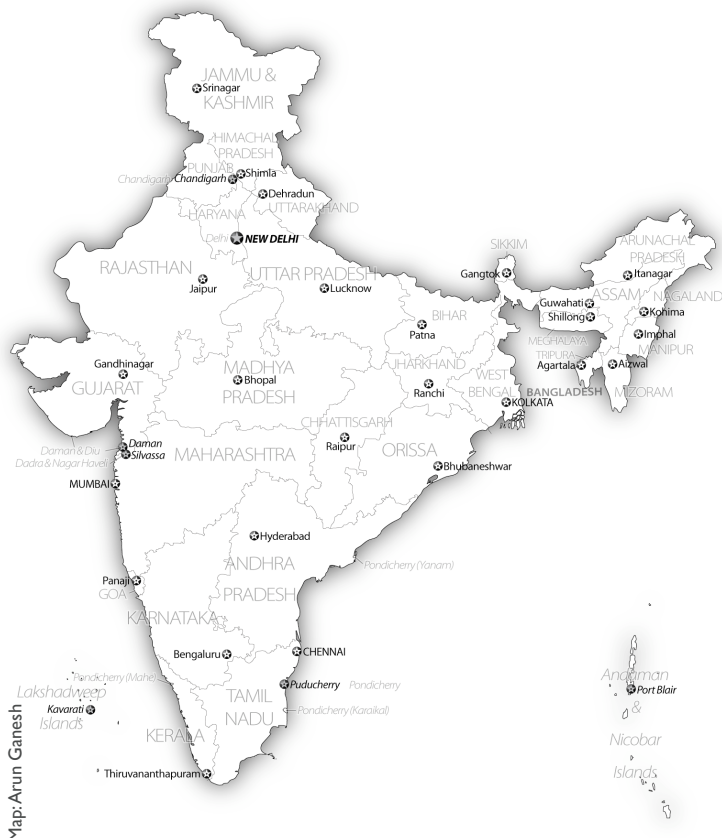 JAMMU &
KASHMIR
Srinagar
HIMACHAL
PRADESH
PUNJAB
Shimla
Chandigarh
Chandigarh
Dehradun
UTTARAKHAND
HARYANA
Delhi
NEW DELHI
RAJASTHAN
Jaipur
UTTAR PRADESH
Lucknow
SIKKIM
Gangtok
ARUNACHAL
PRADESH
Itanagar
ASSAM
NAGALAND
Guwahati
Shillong
Kohima
Imphal
MEGHALAYA
MANIPUR
TRIPURA
Agartala
Aizwal
MIZORAM
BANGLADESH
BIHAR
Patna
JHARKHAND
Ranchi
WEST
BENGAL
KOLKATA
Gandhinagar
GUJARAT
MADHYA
Bhopal
PRADESH
CHHATTISGARH
Raipur
ORISSA
Bhubaneshwar
Daman & Diu
Daman
Dadra & Nagar Haveli
Silvassa
MAHARASHTRA
MUMBAI
Hyderabad
ANDHRA
PRADESH
Pondicherry (Yanam)
Panaji
GOA
KARNATAKA
Bengaluru
CHENNAI
Pondicherry (Mahe)
Puducherry
Pondicherry
Lakshadweep
Kavarati
Islands
TAMIL
NADU
Pondicherry (Karaikal)
KERALA
Thiruvananthapuram
Andaman
Port Blair
&
Nicobar
Islands
Map: Arun Ganesh